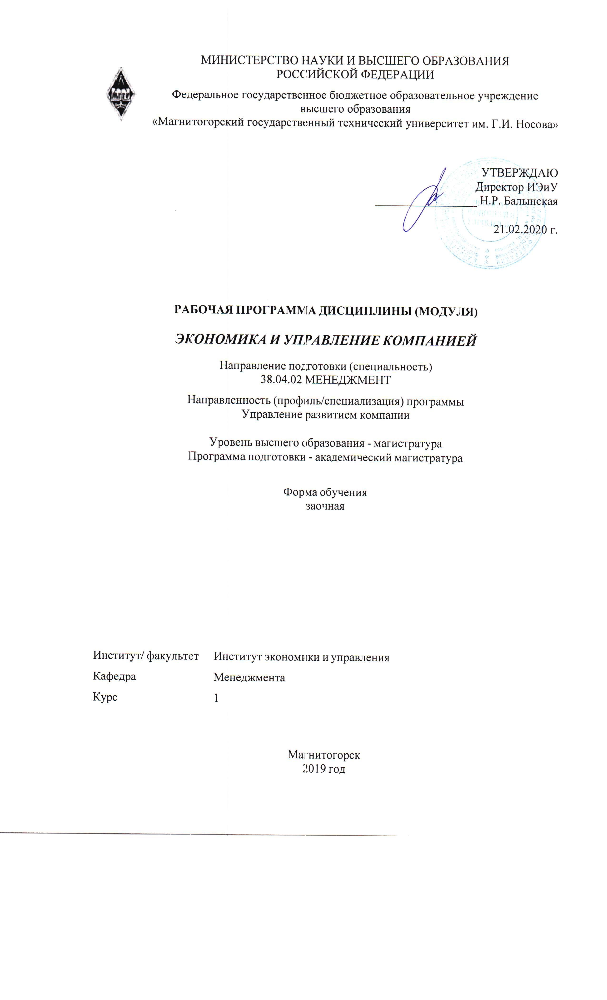 МИНИСТЕРСТВО НАУКИ И ВЫСШЕГО ОБРАЗОВАНИЯ
РОССИЙСКОЙ ФЕДЕРАЦИИ
Федеральное государственное бюджетное образовательное учреждение
высшего образования
«Магнитогорский государственный технический университет им. Г.И. Носова»
МГТУ
УТВЕРЖДАЮ
Директор ИЭиУ
Н.Р. Балынская
21.02.2020 г.
РАБОЧАЯ ПРОГРАММА ДИСЦИПЛИНЫ (МОДУЛЯ)
ЭКОНОМИКА И УПРАВЛЕНИЕ КОМПАНИЕЙ
Направление подготовки (специальность)
38.04.02 МЕНЕДЖМЕНТ
Направленность (профиль/специализация) программы
Управление развитием компании
Уровень высшего образования - магистратура
Программа подготовки - академический магистратура
Форма обучения
заочная
Институт/ факультет Институт экономики и управления
Кафедра Менеджмента
Курс 1
Магнитогорск
2019 год